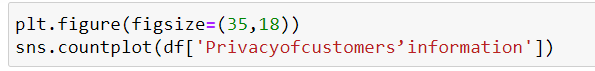 plt.figure(figsize=(35,18))
sns.countplot(df['Privacyofcustomers’information'])